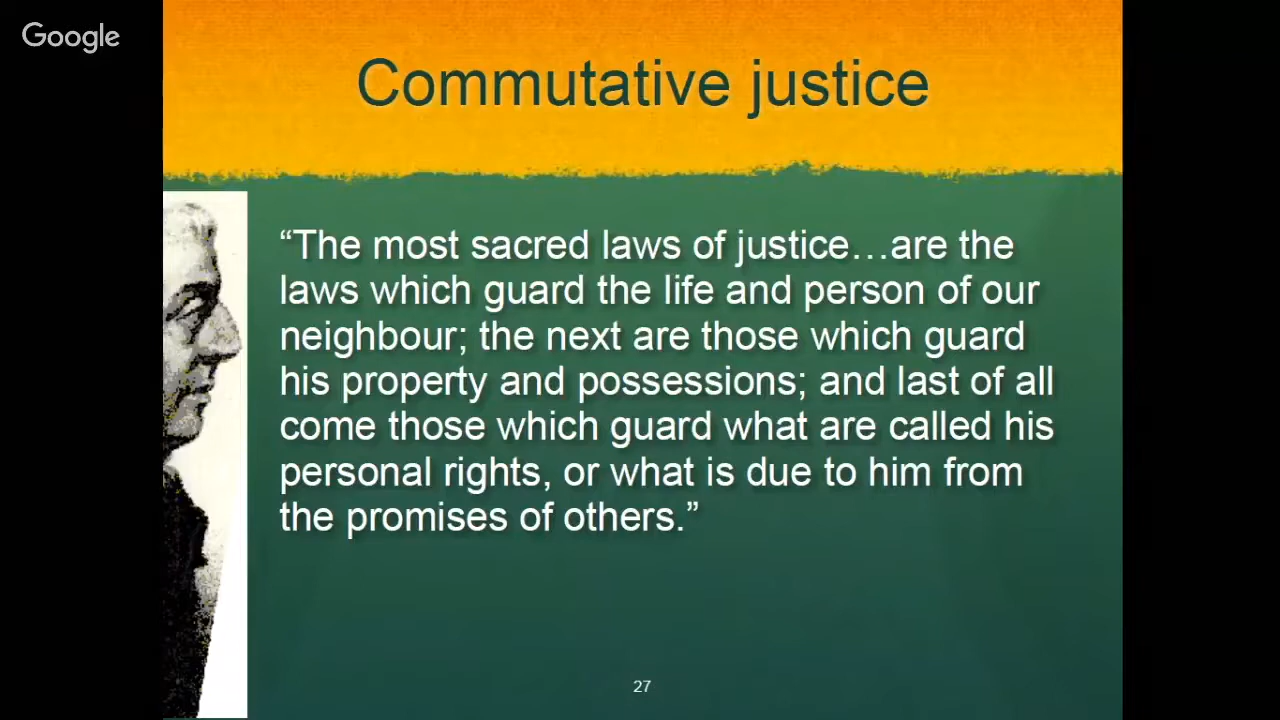 Google
Commutative justice
“The most sacred laws of justice…are the
laws which guard the life and person of our
neighbour; the next are those which guard
his property and possessions; and last of all
come those which guard what are called his
personal rights, or what is due to him from
the promises of others.”
27